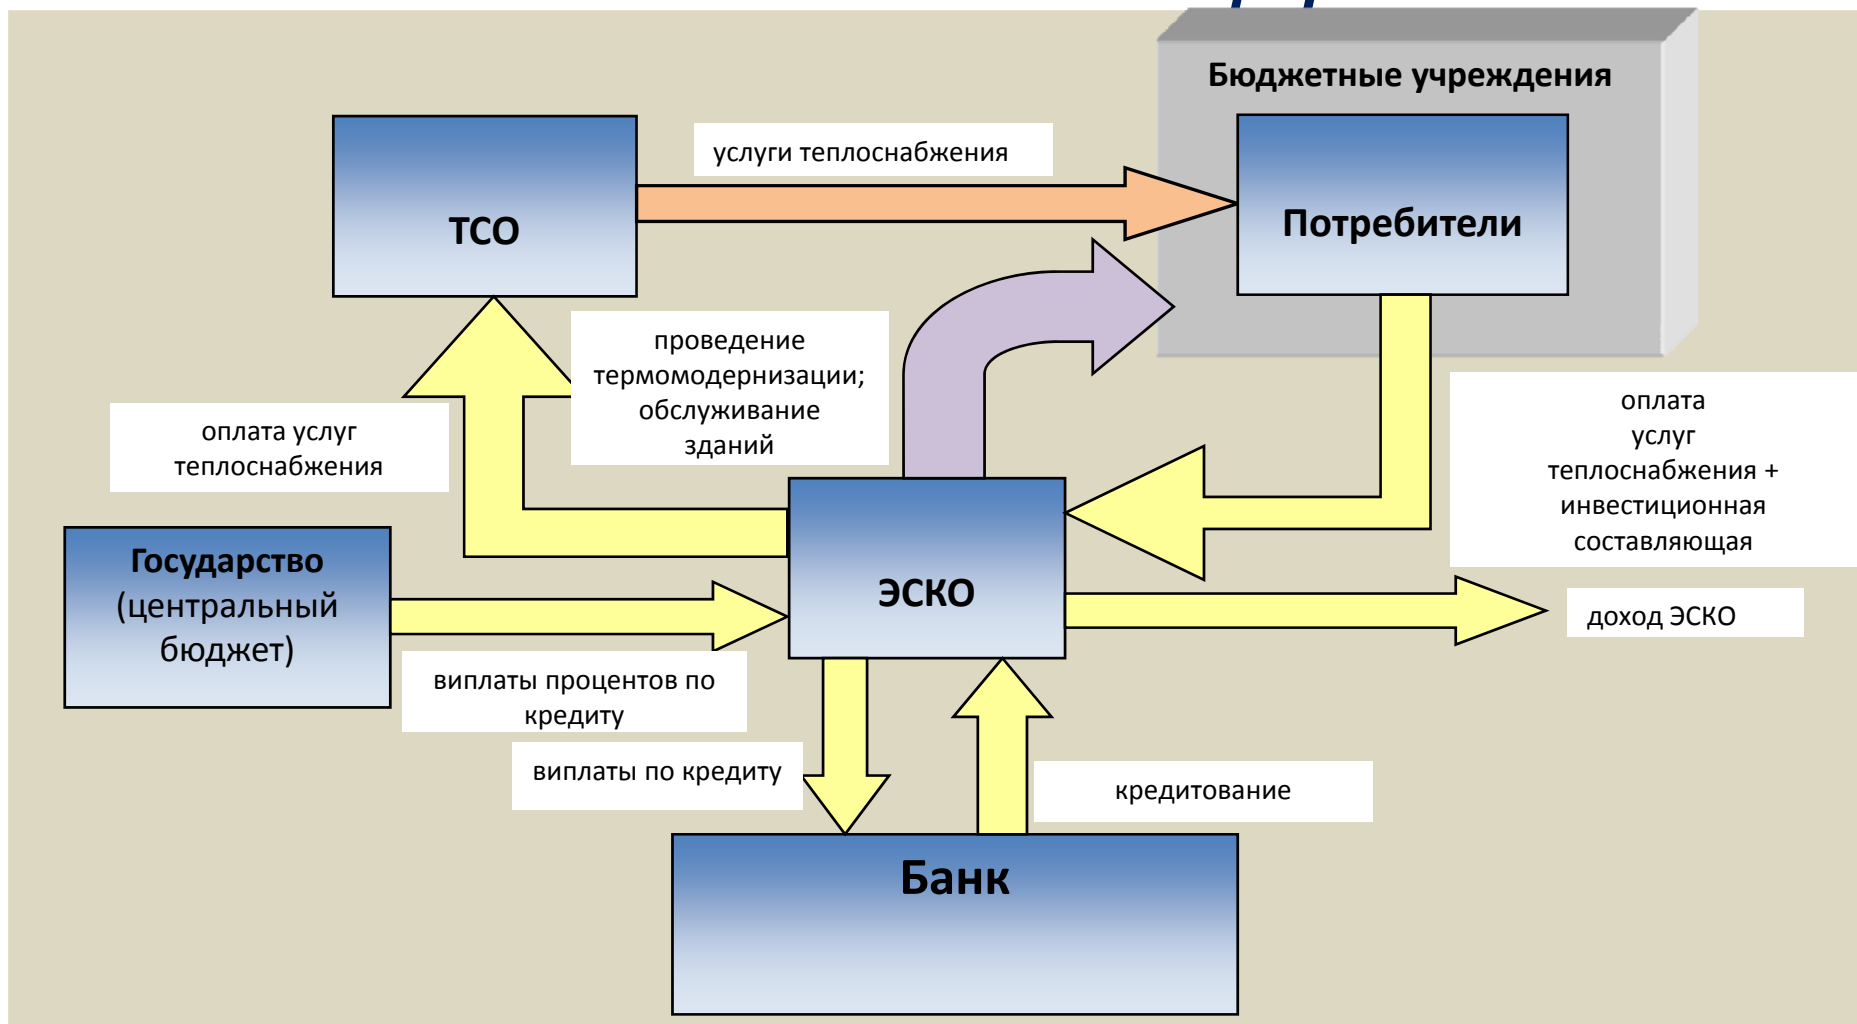 Бюджетные учреждения
услуги теплоснабжения
ТСО
Потребители
проведение
термомодернизации;
обслуживание
зданий
оплата услуг
теплоснабжения
оплата
услуг
теплоснабжения +
инвестиционная
составляющая
Государство
(центральный
бюджет)
ЭСКО
доход ЭСКО
виплаты процентов по
кредиту
виплаты по кредиту
кредитование
Банк